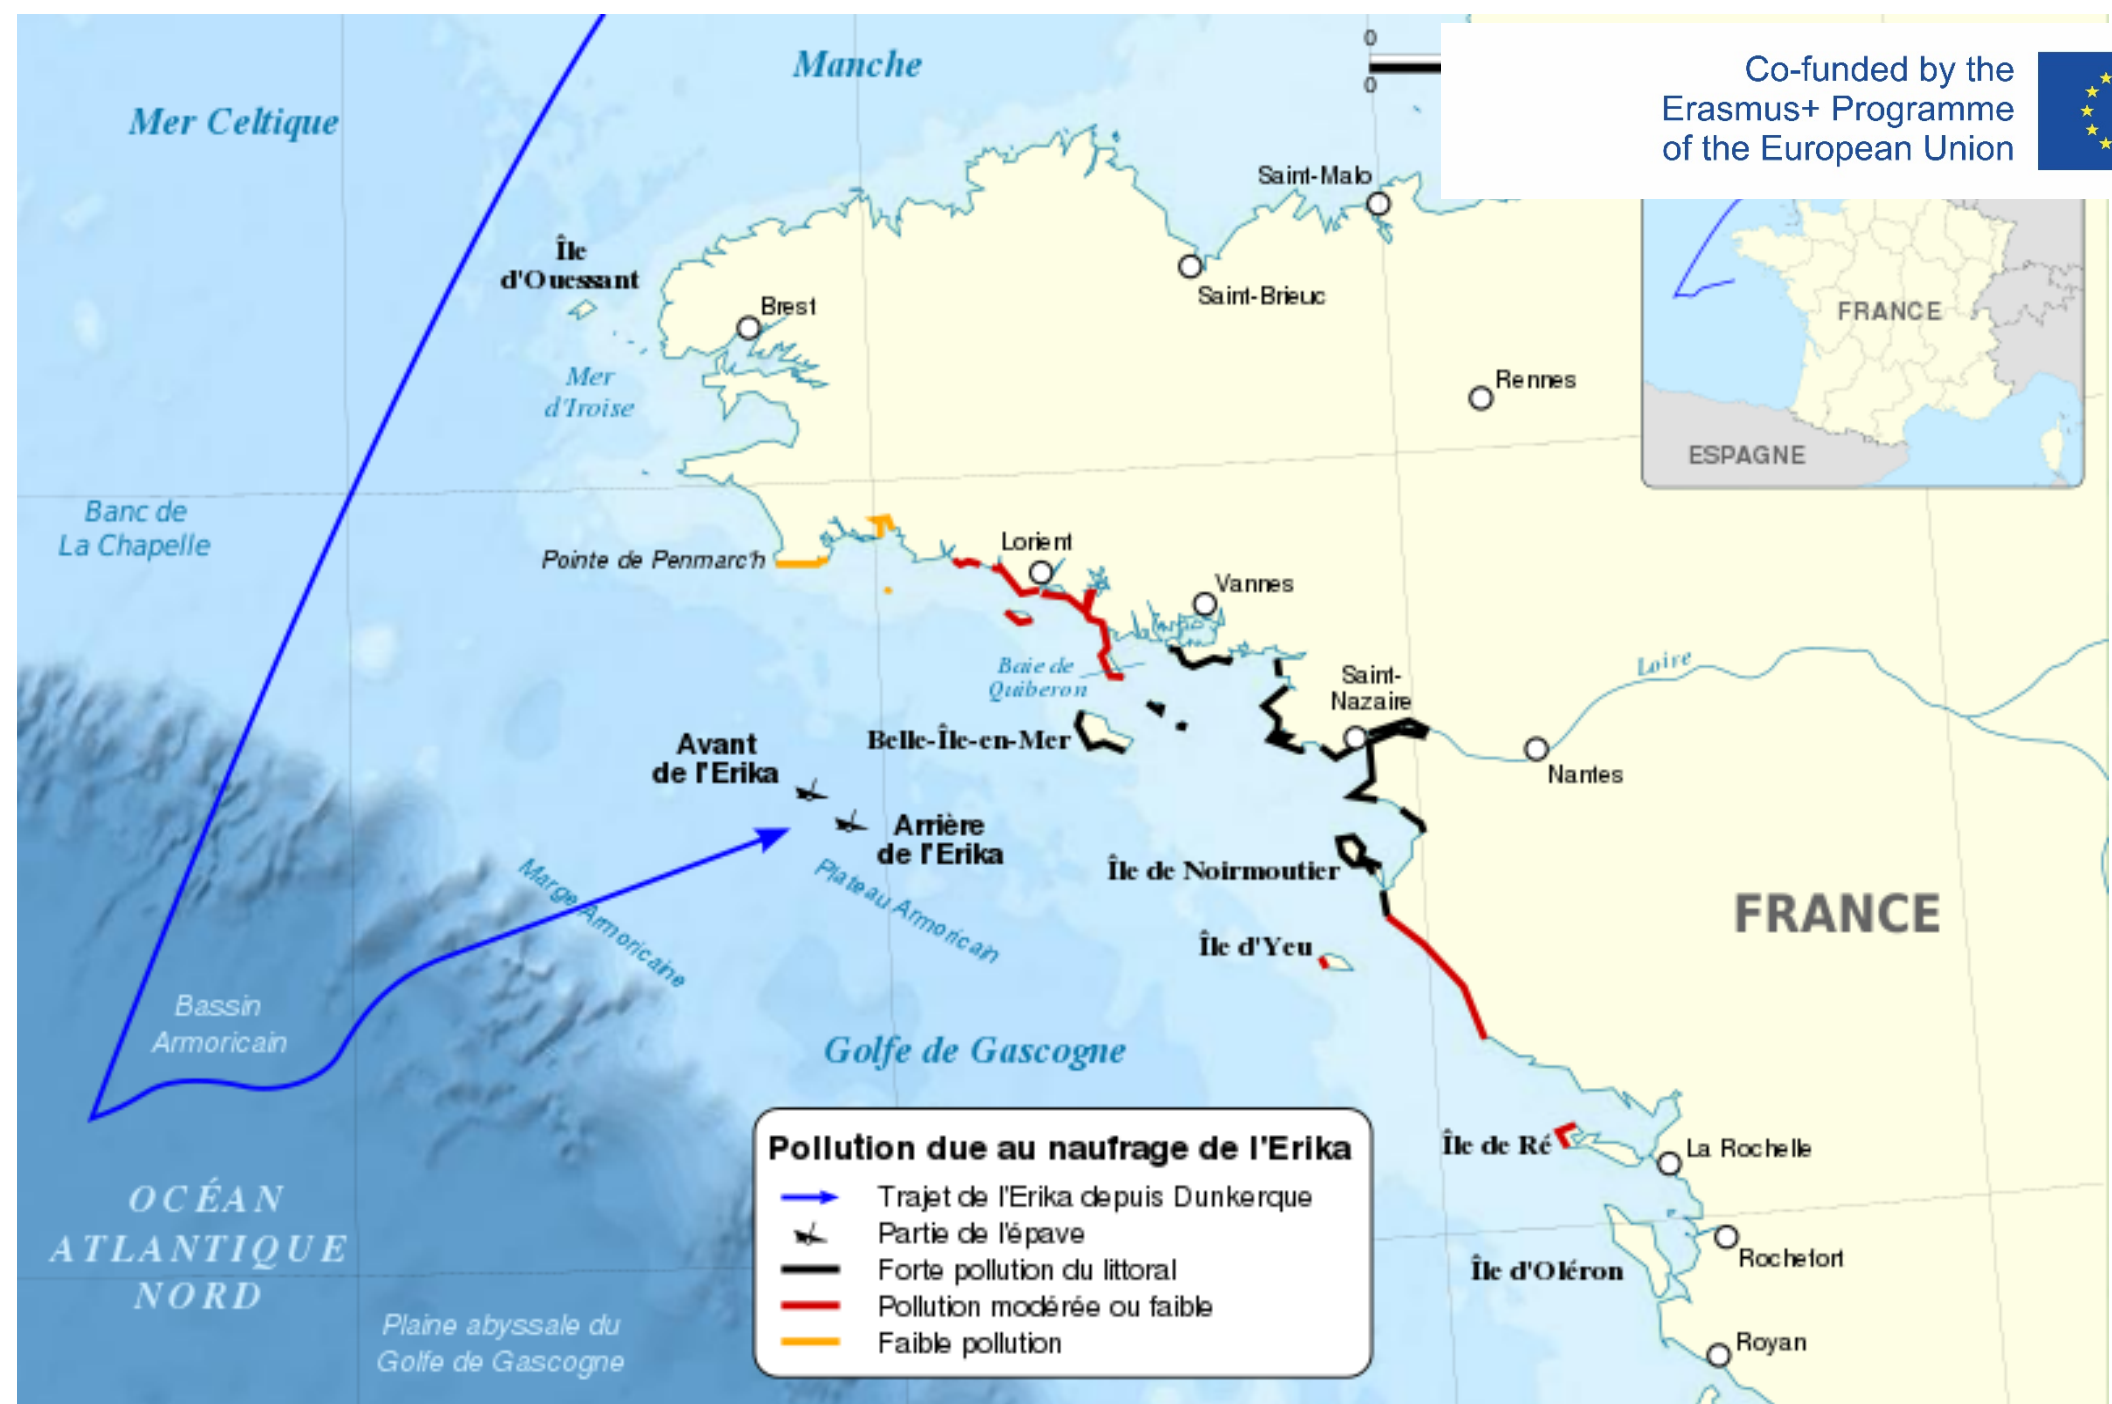 Manche
Mer Celtique
0
0
Co-funded by the
Erasmus+ Programme
of the European Union
Saint-Malo
Île
d'Ouessant
Brest
Saint-Brieuc
FRANCE
Mer
d'Iroise
Rennes
ESPAGNE
Banc de
La Chapelle
Pointe de Penmarc'h
Lorient
Vannes
Baie de
Quiberon
Saint-
Nazaire
Loire
Belle-Île-en-Mer
Nantes
Avant
de l'Erika
Arrière
de l'Erika
Marge Armoricaine
Plateau Armoricain
Île de Noirmoutier
FRANCE
Île d'Yeu
Bassin
Armoricain
Golfe de Gascogne
Île de Ré
La Rochelle
OCÉAN
ATLANTIQUE
NORD
Île d'Oléron
Rochefort
Royan
Plaine abyssale du
Golfe de Gascogne
Pollution due au naufrage de l'Erika
Trajet de l'Erika depuis Dunkerque
Partie de l'épave
Forte pollution du littoral
Pollution modérée ou faible
Faible pollution